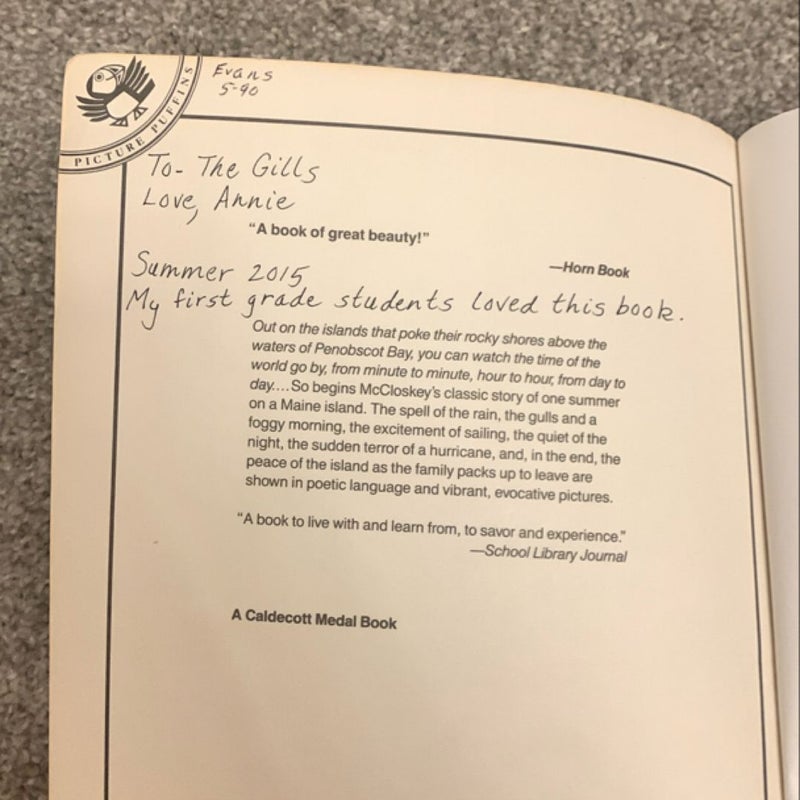 Evans
5-90
PICTURE PUFFINS
To- The Gills
Love, Annie
“A book of great beauty!”
—Horn Book
Summer 2015
My first grade students loved this book.
Out on the islands that poke their rocky shores above the
waters of Penobscot Bay, you can watch the time of the
world go by, from minute to minute, hour to hour, from day to
day....So begins McCloskey's classic story of one summer
on a Maine island. The spell of the rain, the gulls and a
foggy morning, the excitement of sailing, the quiet of the
night, the sudden terror of a hurricane, and, in the end, the
peace of the island as the family packs up to leave are
shown in poetic language and vibrant, evocative pictures.
“A book to live with and learn from, to savor and experience.”
—School Library Journal
A Caldecott Medal Book